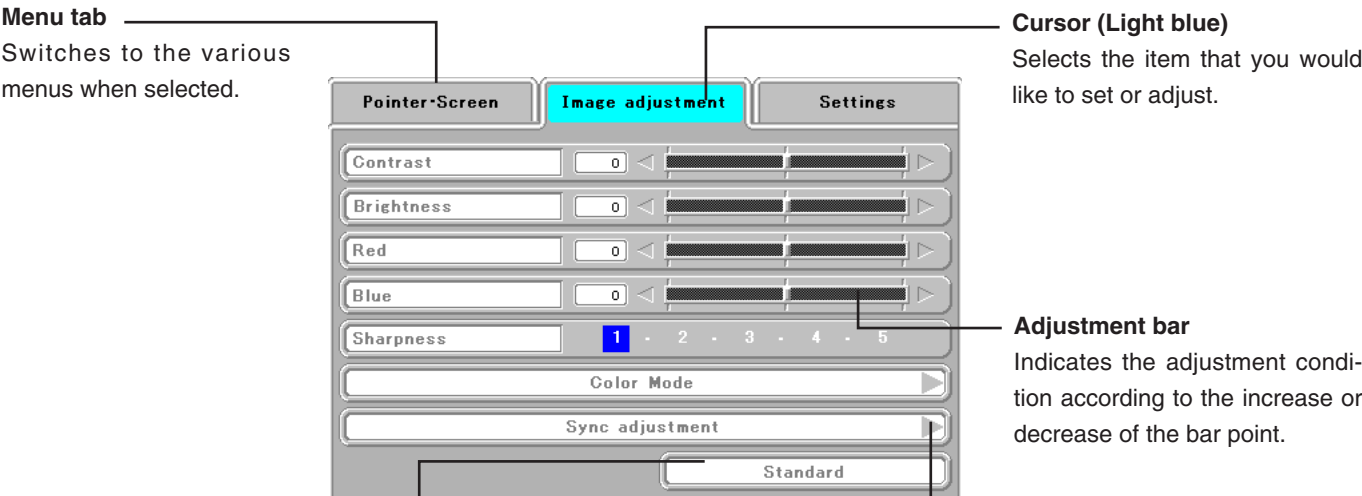 Menu tab
Switches to the various
menus when selected.
Cursor (Light blue)
Selects the item that you would
like to set or adjust.
Pointer·Screen
Image adjustment
Settings
Contrast 0
Brightness 0
Red 0
Blue 0
Sharpness 1 - 2 - 3 - 4 - 5
Color Mode
Sync adjustment
Standard
Adjustment bar
Indicates the adjustment condi-
tion according to the increase or
decrease of the bar point.